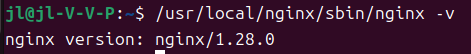 jl@jl-V-V-P:~$ /usr/local/nginx/sbin/nginx -v
nginx version: nginx/1.28.0